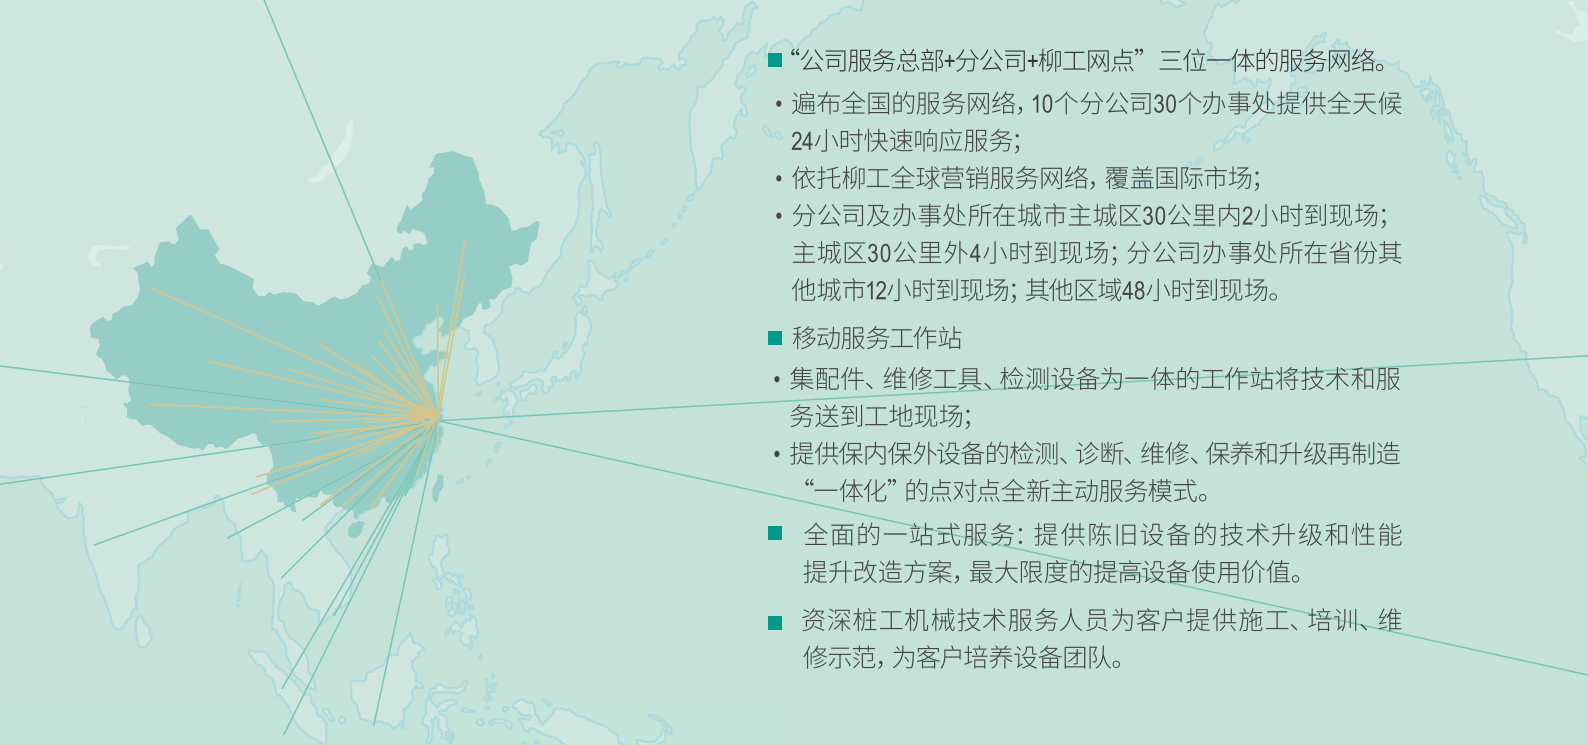 “公司服务总部+分公司+柳工网点”三位一体的服务网络。
• 遍布全国的服务网络，10个分公司30个办事处提供全天候
24小时快速响应服务；
• 依托柳工全球营销服务网络，覆盖国际市场；
• 分公司及办事处所在城市主城区30公里内2小时到现场；
主城区30公里外4小时到现场；分公司办事处所在省份其
他城市12小时到现场；其他区域48小时到现场。
移动服务工作站
• 集配件、维修工具、检测设备为一体的工作站将技术和服
务送到工地现场；
• 提供保内保外设备的检测、诊断、维修、保养和升级再制造
“一体化”的点对点全新主动服务模式。
全面的一站式服务：提供陈旧设备的技术升级和性能
提升改造方案，最大限度的提高设备使用价值。
资深桩工机械技术服务人员为客户提供施工、培训、维
修示范，为客户培养设备团队。